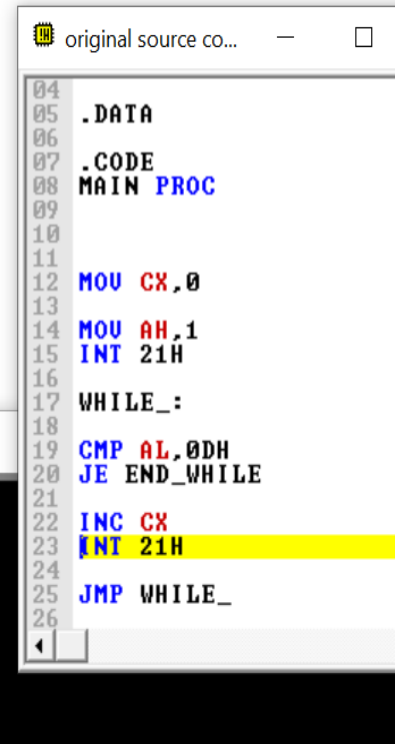 original source co...
04
05 .DATA
06
07 .CODE
08 MAIN PROC
09
10
11
12 MOV CX,0
13
14 MOV AH,1
15 INT 21H
16
17 WHILE_:
18
19 CMP AL,0DH
20 JE END_WHILE
21
22 INC CX
23 INT 21H
24
25 JMP WHILE_
26